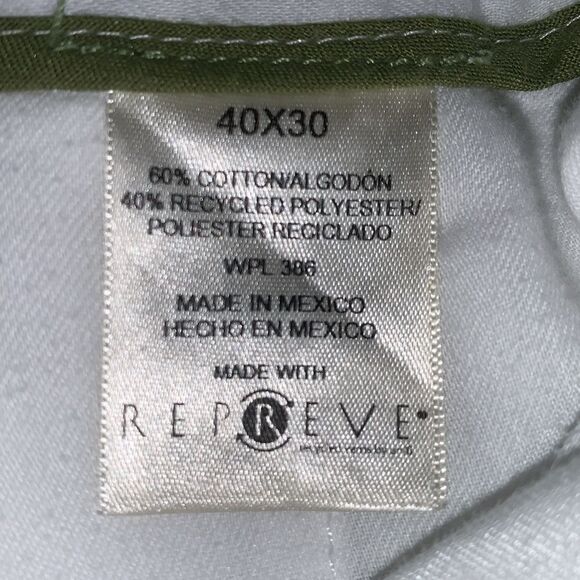 40X30
60% COTTON/ALGODÓN
40% RECYCLED POLYESTER/
POLIESTER RECICLADO
WPL 386
MADE IN MEXICO
HECHO EN MEXICO
MADE WITH
REPREVE®
recycled